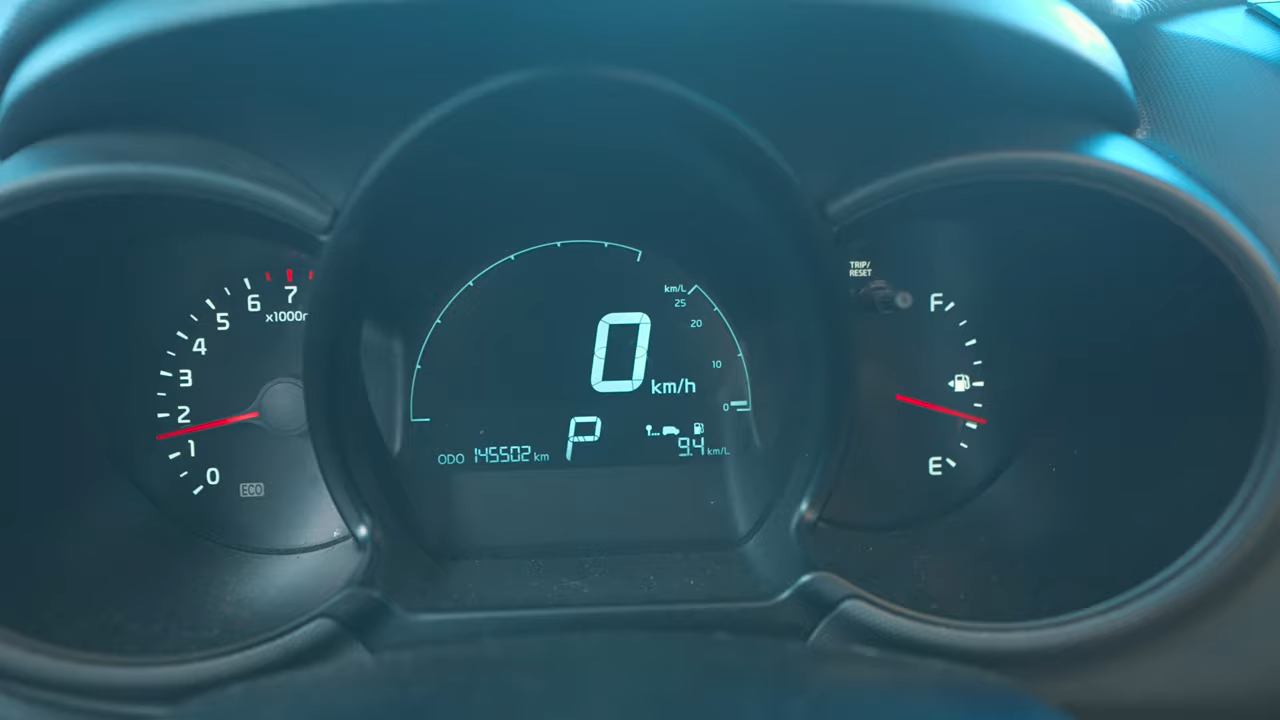 7
6
x1000r
5
4
3
2
1
0
ECO
km/L
25
20
10
0
0 km/h
P
ODO 145502 km
9.4 km/L
TRIP/
RESET
F
E